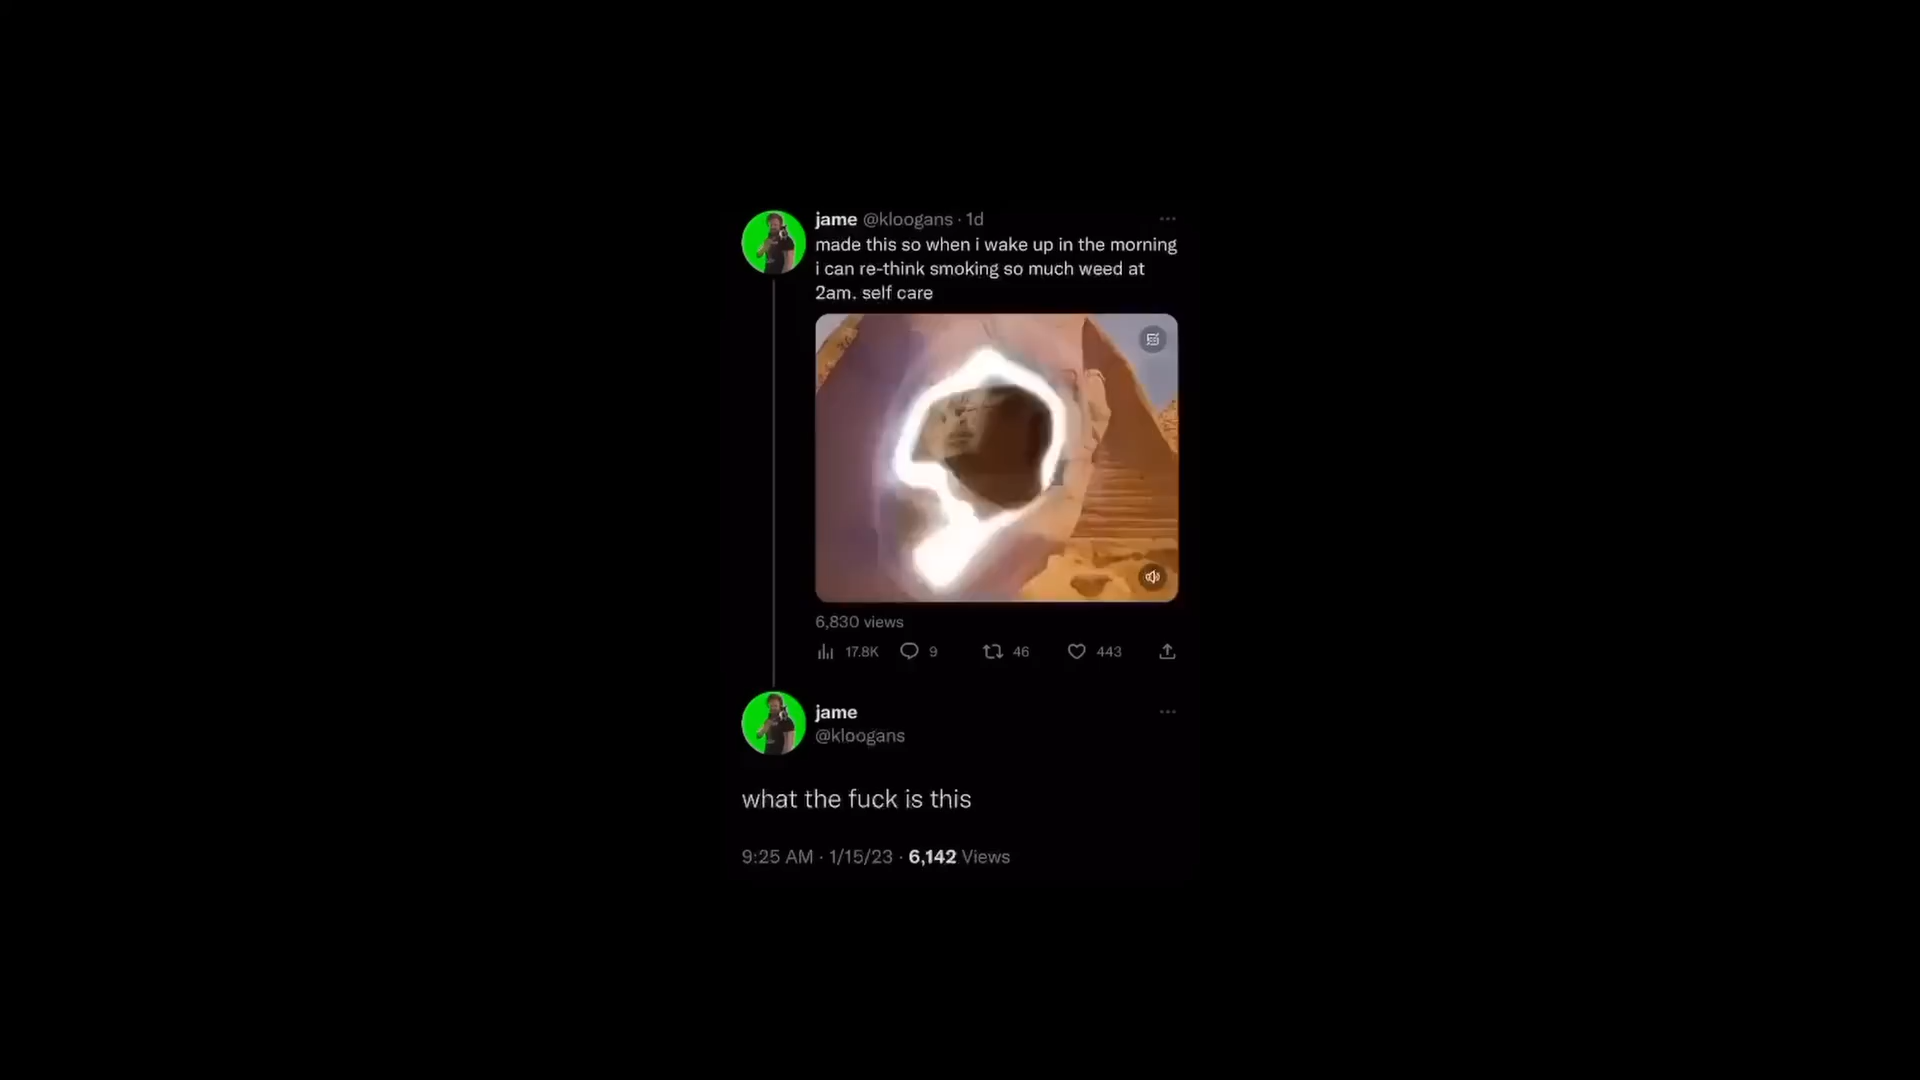 jame @kloogans · 1d
made this so when i wake up in the morning
i can re-think smoking so much weed at
2am. self care
6,830 views
17.8K 9 46 443
jame
@kloogans
what the fuck is this
9:25 AM · 1/15/23 · 6,142 Views